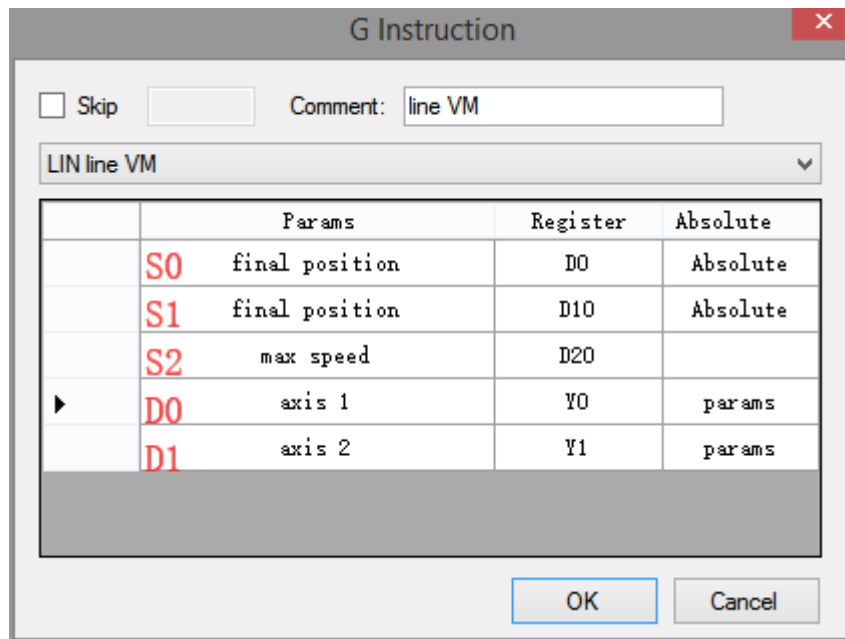 G Instruction
Skip Comment: line VM
LIN line VM
Params Register Absolute
S0 final position D0 Absolute
S1 final position D10 Absolute
S2 max speed D20
D0 axis 1 Y0 params
D1 axis 2 Y1 params
OK Cancel